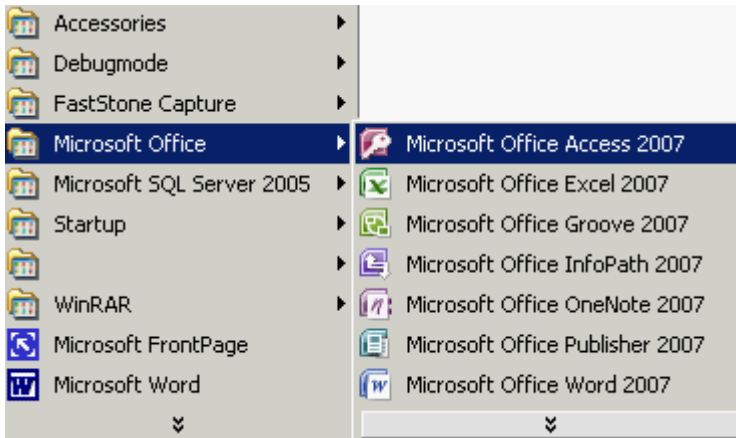 Accessories
Debugmode
FastStone Capture
Microsoft Office
Microsoft SQL Server 2005
Startup
WinRAR
Microsoft FrontPage
Microsoft Word
Microsoft Office Access 2007
Microsoft Office Excel 2007
Microsoft Office Groove 2007
Microsoft Office InfoPath 2007
Microsoft Office OneNote 2007
Microsoft Office Publisher 2007
Microsoft Office Word 2007